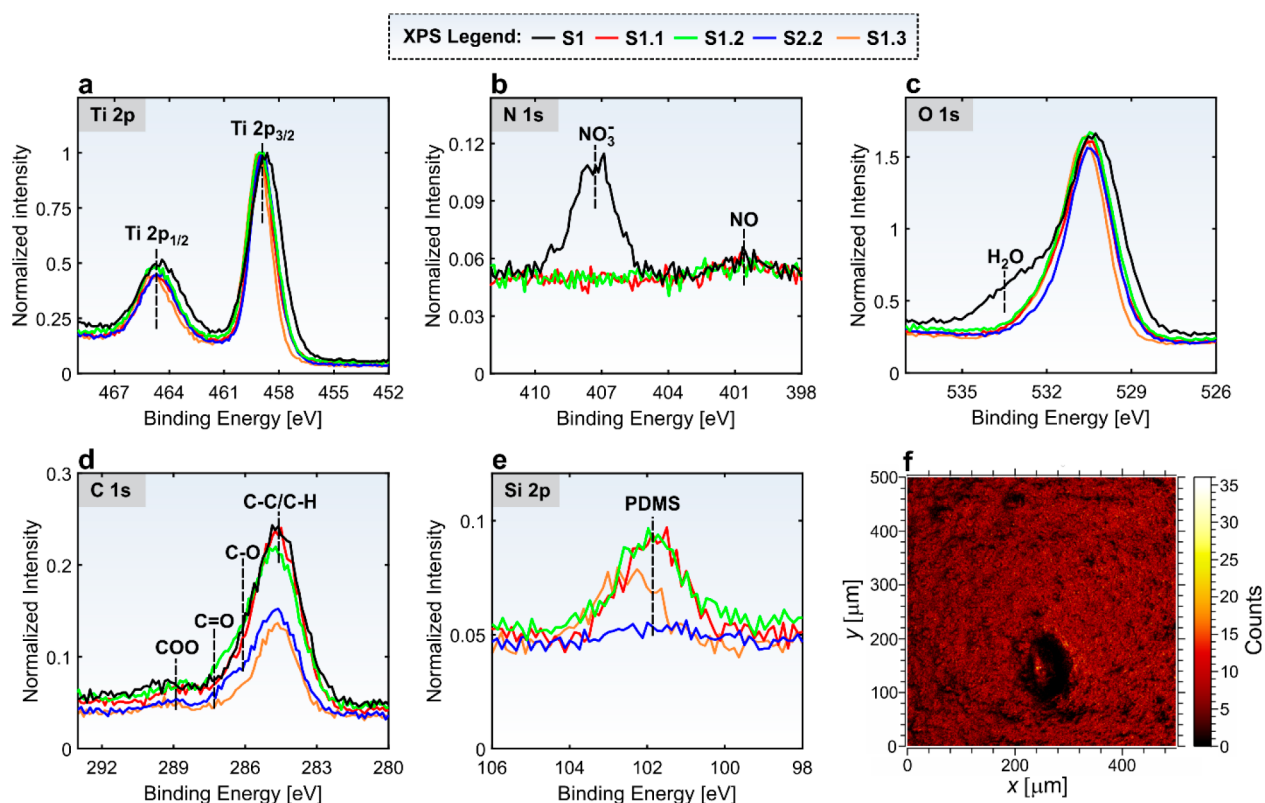 XPS Legend: S1 S1.1 S1.2 S2.2 S1.3
a
Ti 2p
Ti 2p3/2
Ti 2p1/2
1
0.75
0.5
0.25
0
467 464 461 458 455 452
Normalized intensity
Binding Energy [eV]
b
N 1s
NO3-
NO
0.12
0.09
0.06
0.03
0
410 407 404 401 398
Normalized Intensity
Binding Energy [eV]
c
O 1s
H2O
1.5
1
0.5
0
535 532 529 526
Normalized Intensity
Binding Energy [eV]
d
C 1s
C-C/C-H
C-O
C=O
COO
0.3
0.2
0.1
0
292 289 286 283 280
Normalized Intensity
Binding Energy [eV]
e
Si 2p
PDMS
0.1
0.05
0
106 104 102 100 98
Normalized Intensity
Binding Energy [eV]
f
500
400
300
200
100
0
0 200 400
y [µm]
x [µm]
35
30
25
20
15
10
5
0
Counts